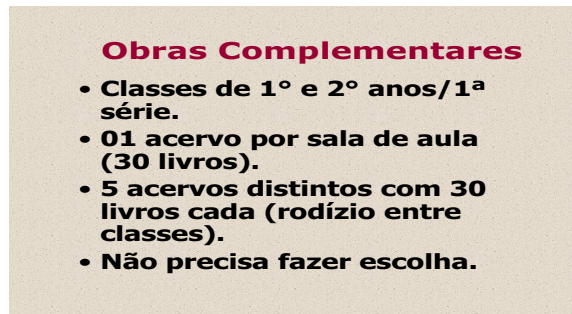 Obras Complementares
• Classes de 1° e 2° anos/1ª
série.
• 01 acervo por sala de aula
(30 livros).
• 5 acervos distintos com 30
livros cada (rodízio entre
classes).
• Não precisa fazer escolha.